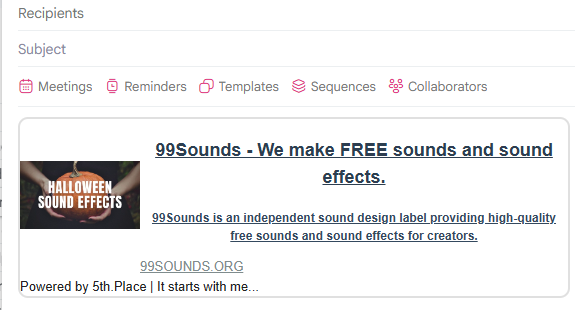 Recipients
Subject
Meetings Reminders Templates Sequences Collaborators
99Sounds - We make FREE sounds and sound
effects.
HALLOWEEN
SOUND EFFECTS
99Sounds is an independent sound design label providing high-quality
free sounds and sound effects for creators.
99SOUNDS.ORG
Powered by 5th.Place | It starts with me...